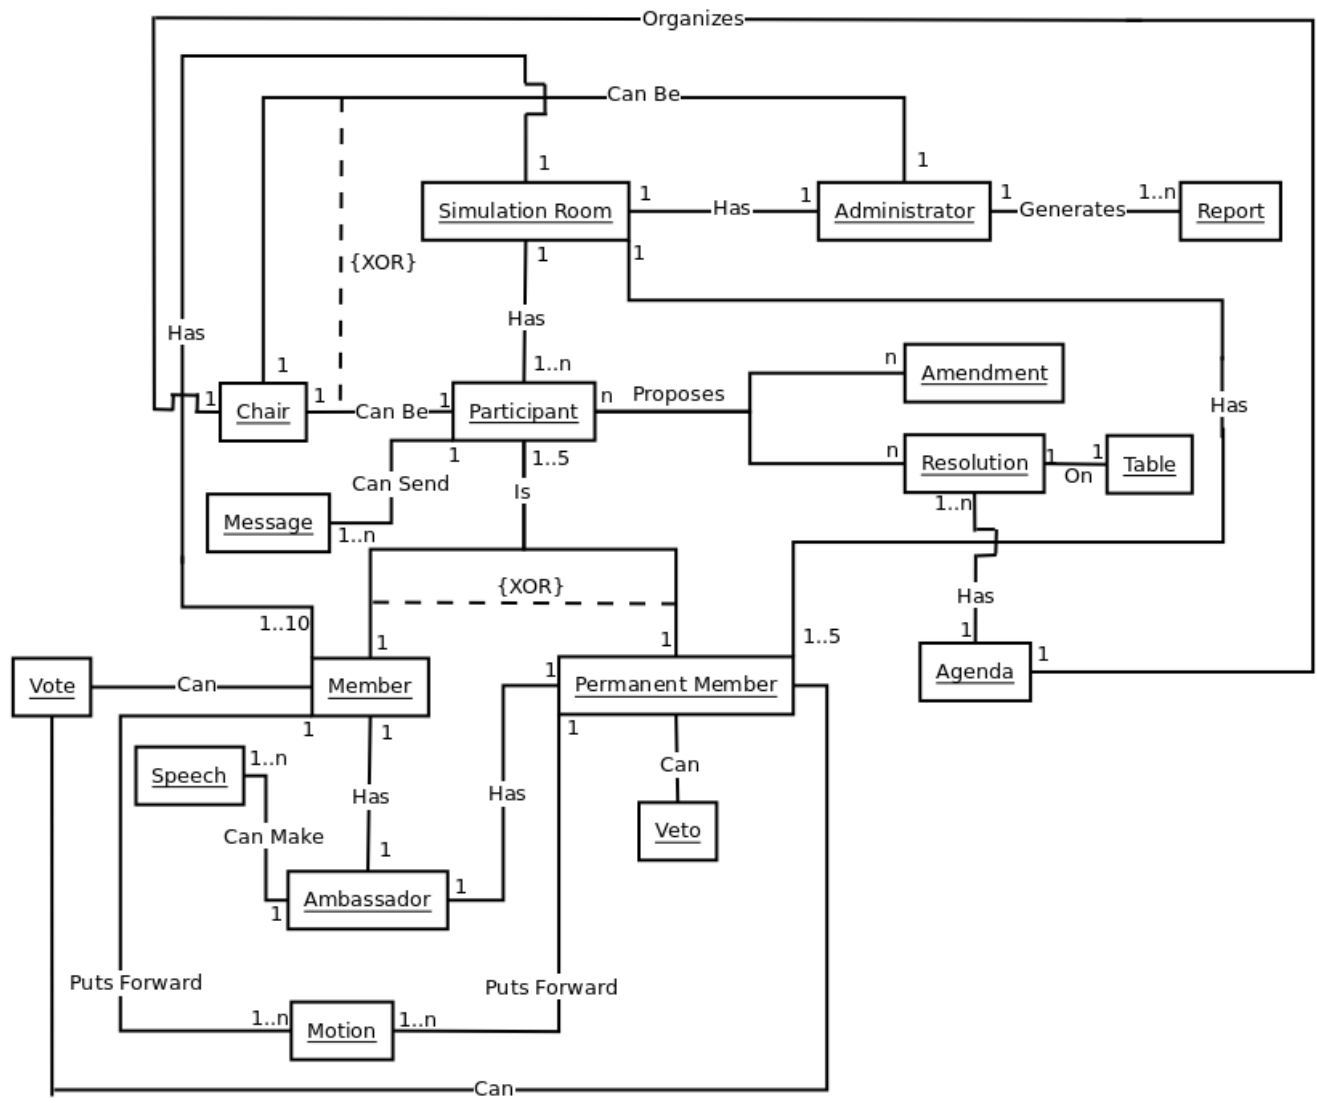 Organizes
Can Be
1
1
Simulation Room
1
Has
1
Administrator
1
Generates
1..n
Report
1
1
{XOR}
Has
Has
1
1..n
n
Amendment
1
Chair
1
Can Be
1
Participant
n
Proposes
Has
1
1..5
n
Resolution
1
1
Table
On
Can Send
Is
1..n
Message
1..n
{XOR}
Has
1..10
1
1
1..5
1
1
Vote
Can
Member
1
Permanent Member
Agenda
1
1
1
Speech
1..n
Can
Has
Has
Can Make
Veto
1
Ambassador
1
1
Puts Forward
Puts Forward
1..n
Motion
1..n
Can